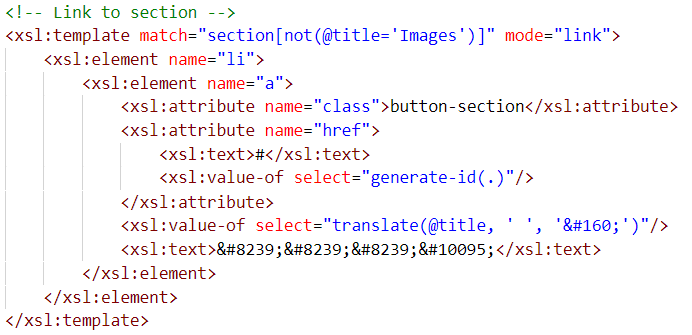 <!-- Link to section -->
<xsl:template match="section[not(@title='Images')]" mode="link">
    <xsl:element name="li">
        <xsl:element name="a">
            <xsl:attribute name="class">button-section</xsl:attribute>
            <xsl:attribute name="href">
                <xsl:text>#</xsl:text>
                <xsl:value-of select="generate-id(.)"/>
            </xsl:attribute>
            <xsl:value-of select="translate(@title, ' ', '&#160;')"/>
            <xsl:text>&#8239;&#8239;&#8239;&#10095;</xsl:text>
        </xsl:element>
    </xsl:element>
</xsl:template>